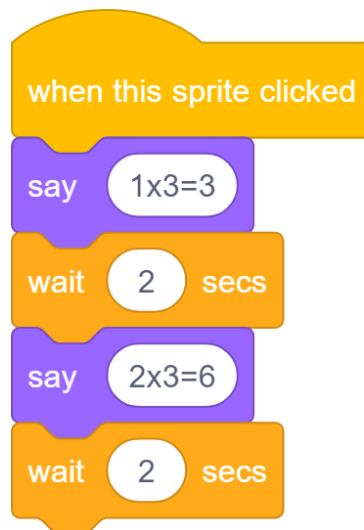 when this sprite clicked
say 1x3=3
wait 2 secs
say 2x3=6
wait 2 secs